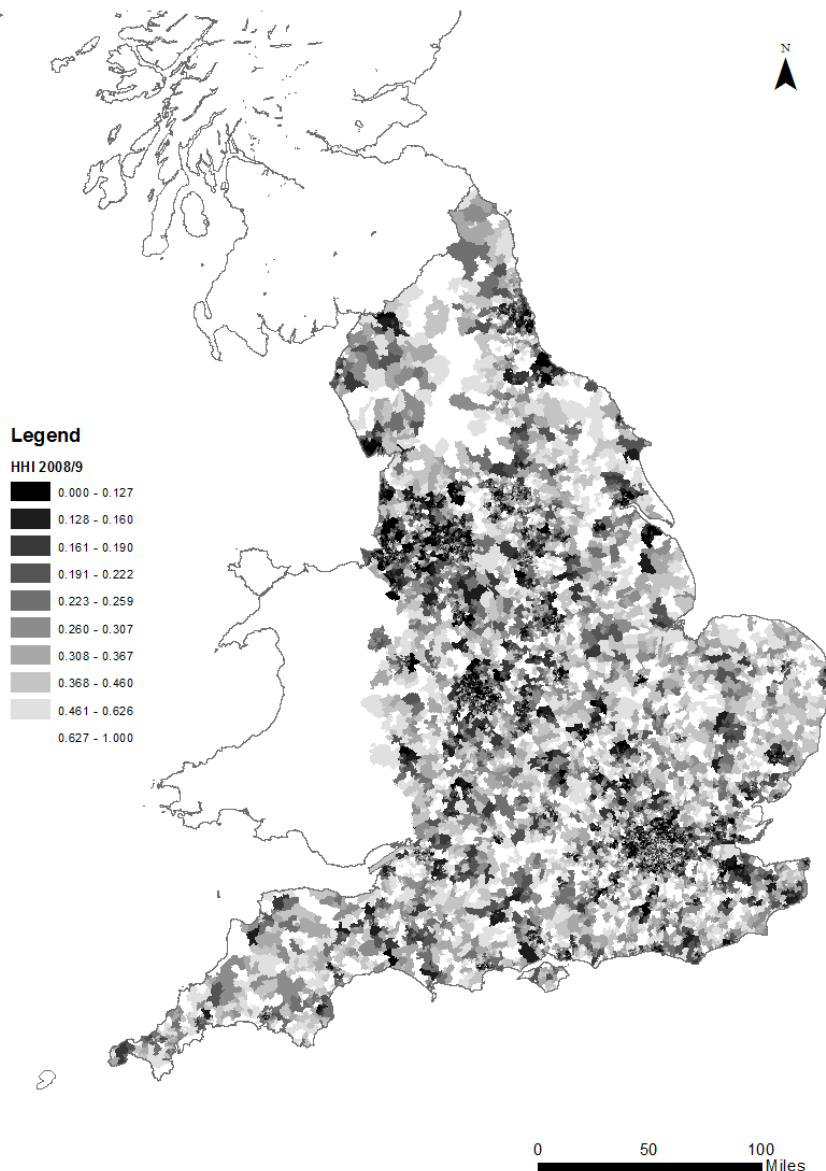 N
Legend
HHI 2008/9
0.000 - 0.127
0.128 - 0.160
0.161 - 0.190
0.191 - 0.222
0.223 - 0.259
0.260 - 0.307
0.308 - 0.367
0.368 - 0.460
0.461 - 0.626
0.627 - 1.000
0 50 100
Miles